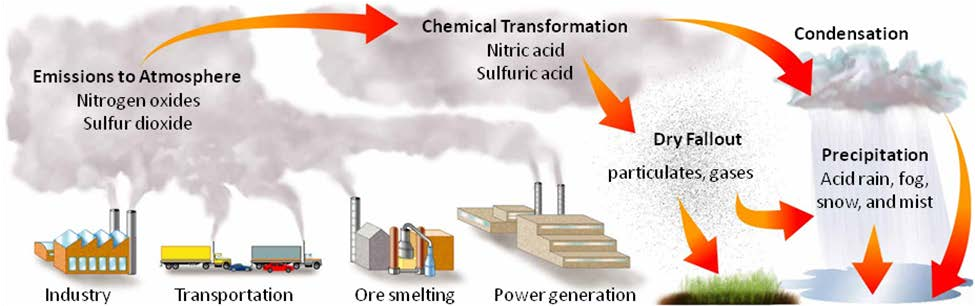 Emissions to Atmosphere
Nitrogen oxides
Sulfur dioxide
Chemical Transformation
Nitric acid
Sulfuric acid
Condensation
Dry Fallout
particulates, gases
Precipitation
Acid rain, fog,
snow, and mist
Industry
Transportation
Ore smelting
Power generation